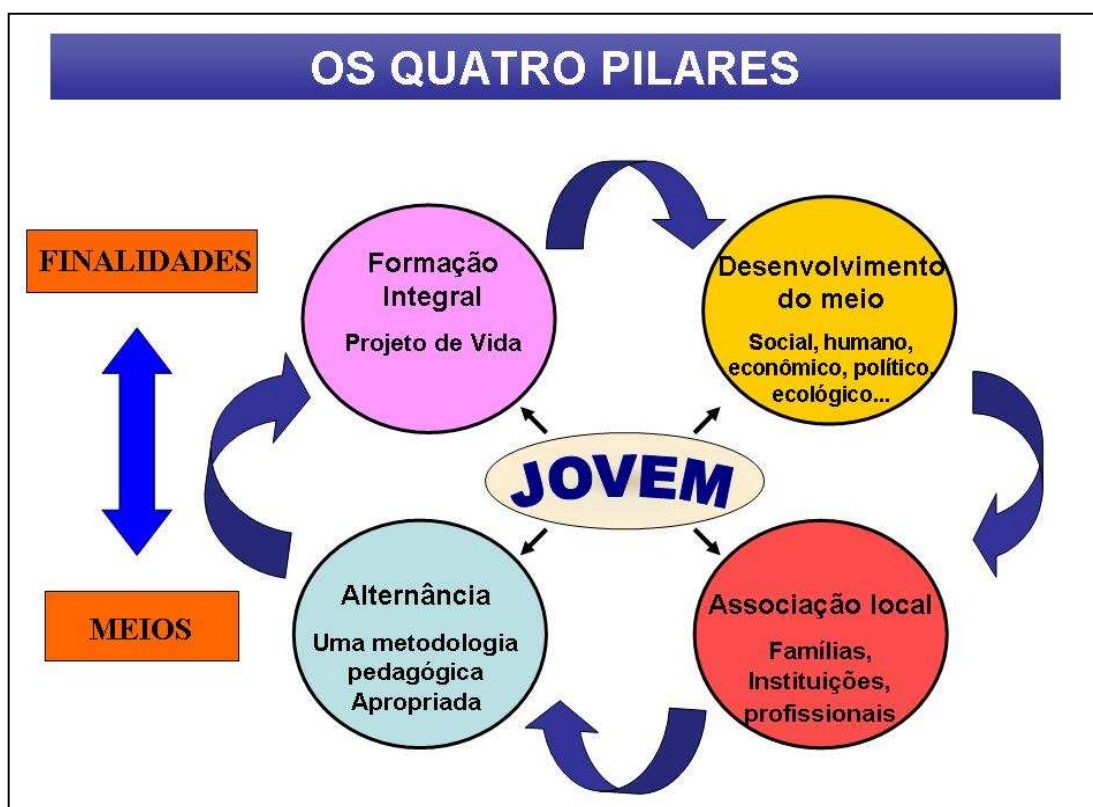 OS QUATRO PILARES
FINALIDADES
Formação
Integral
Projeto de Vida
Desenvolvimento
do meio
Social, humano,
econômico, político,
ecológico...
JOVEM
MEIOS
Alternância
Uma metodologia
pedagógica
Apropriada
Associação local
Famílias,
Instituições,
profissionais